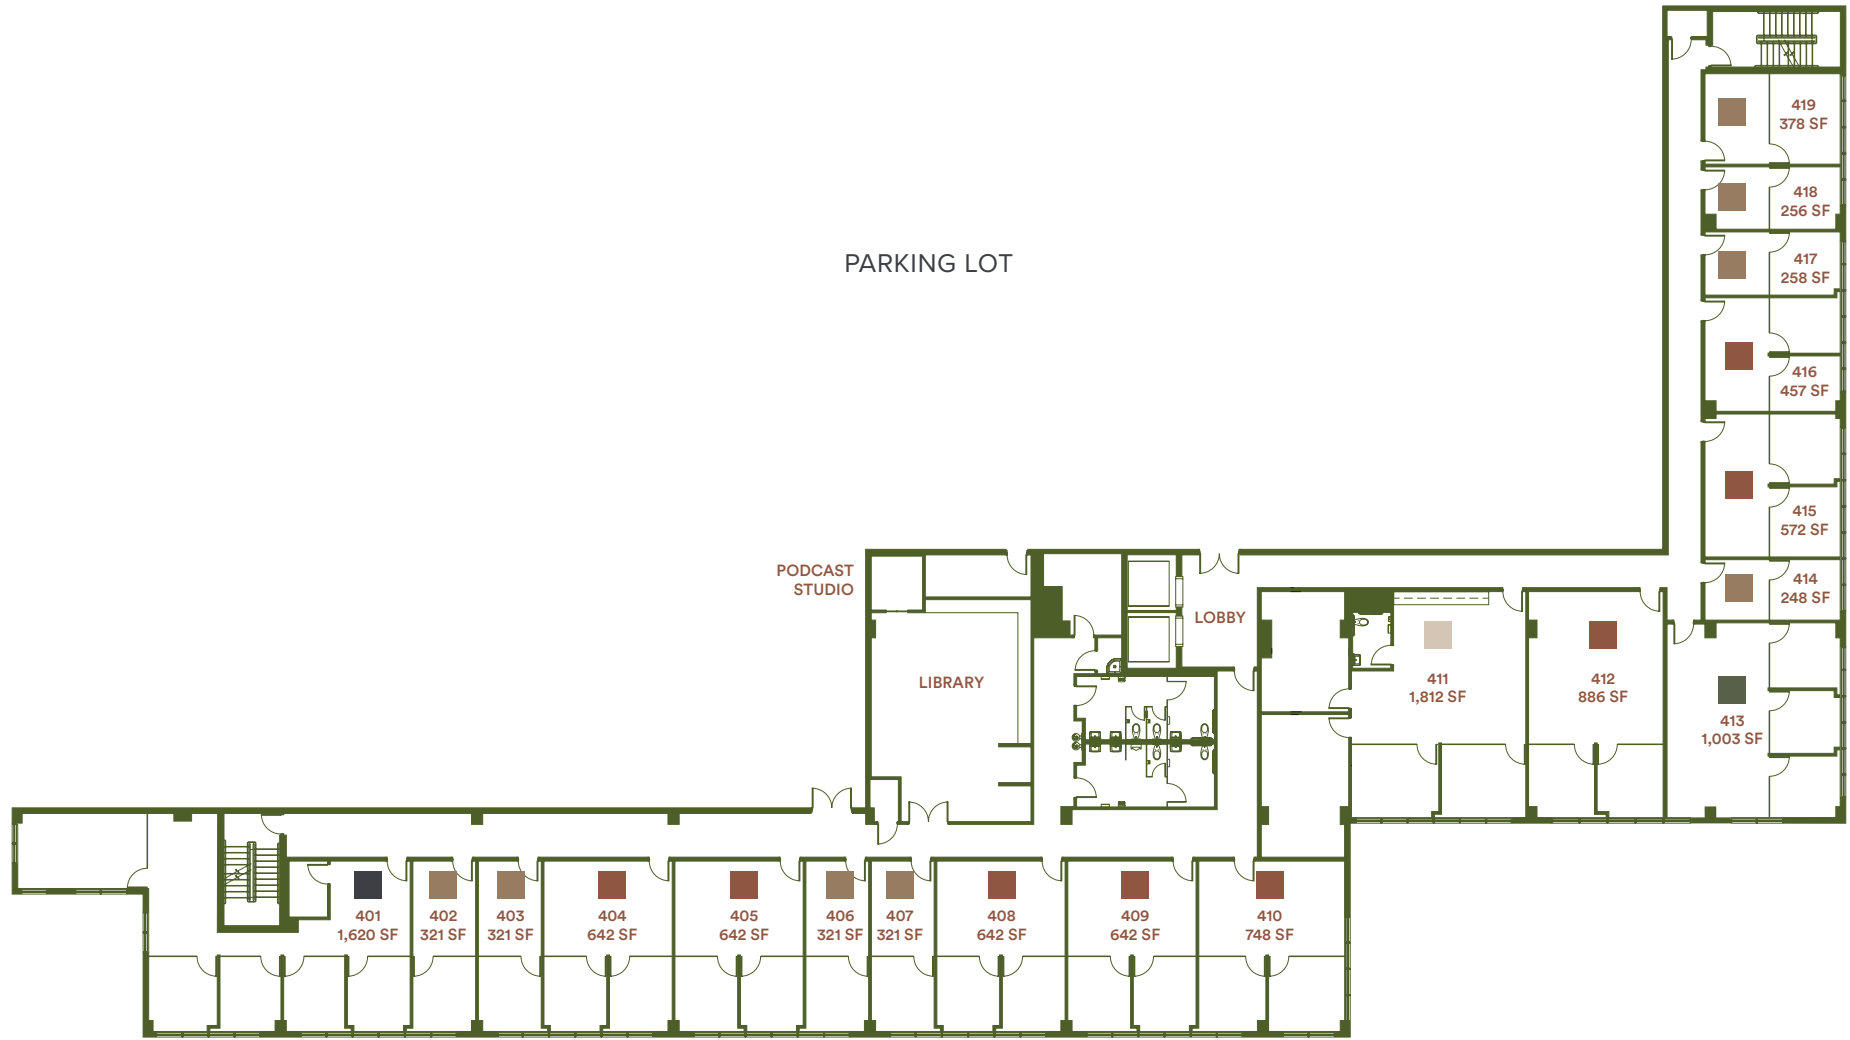 419
378 SF
418
256 SF
PARKING LOT
417
258 SF
416
457 SF
415
572 SF
PODCAST
STUDIO
414
248 SF
LOBBY
LIBRARY
411
1,812 SF
412
886 SF
413
1,003 SF
401
1,620 SF
402
321 SF
403
321 SF
404
642 SF
405
642 SF
406
321 SF
407
321 SF
408
642 SF
409
642 SF
410
748 SF